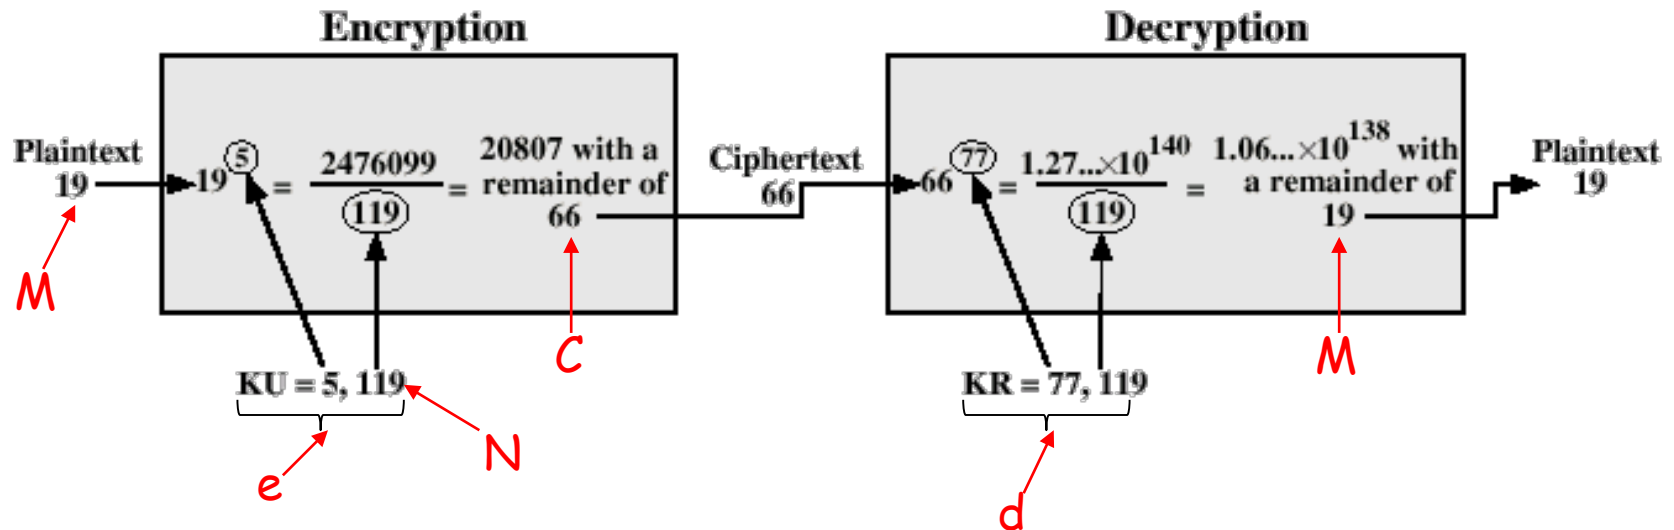 Encryption
Decryption
Plaintext
19
19 5 = 2476099 / 119 = 20807 with a
remainder of
66
Ciphertext
66
66 77 = 1.27...×10 140 / 119 = 1.06...×10 138 with
a remainder of
19
Plaintext
19
M
C
M
KU = 5, 119
KR = 77, 119
N
e
d